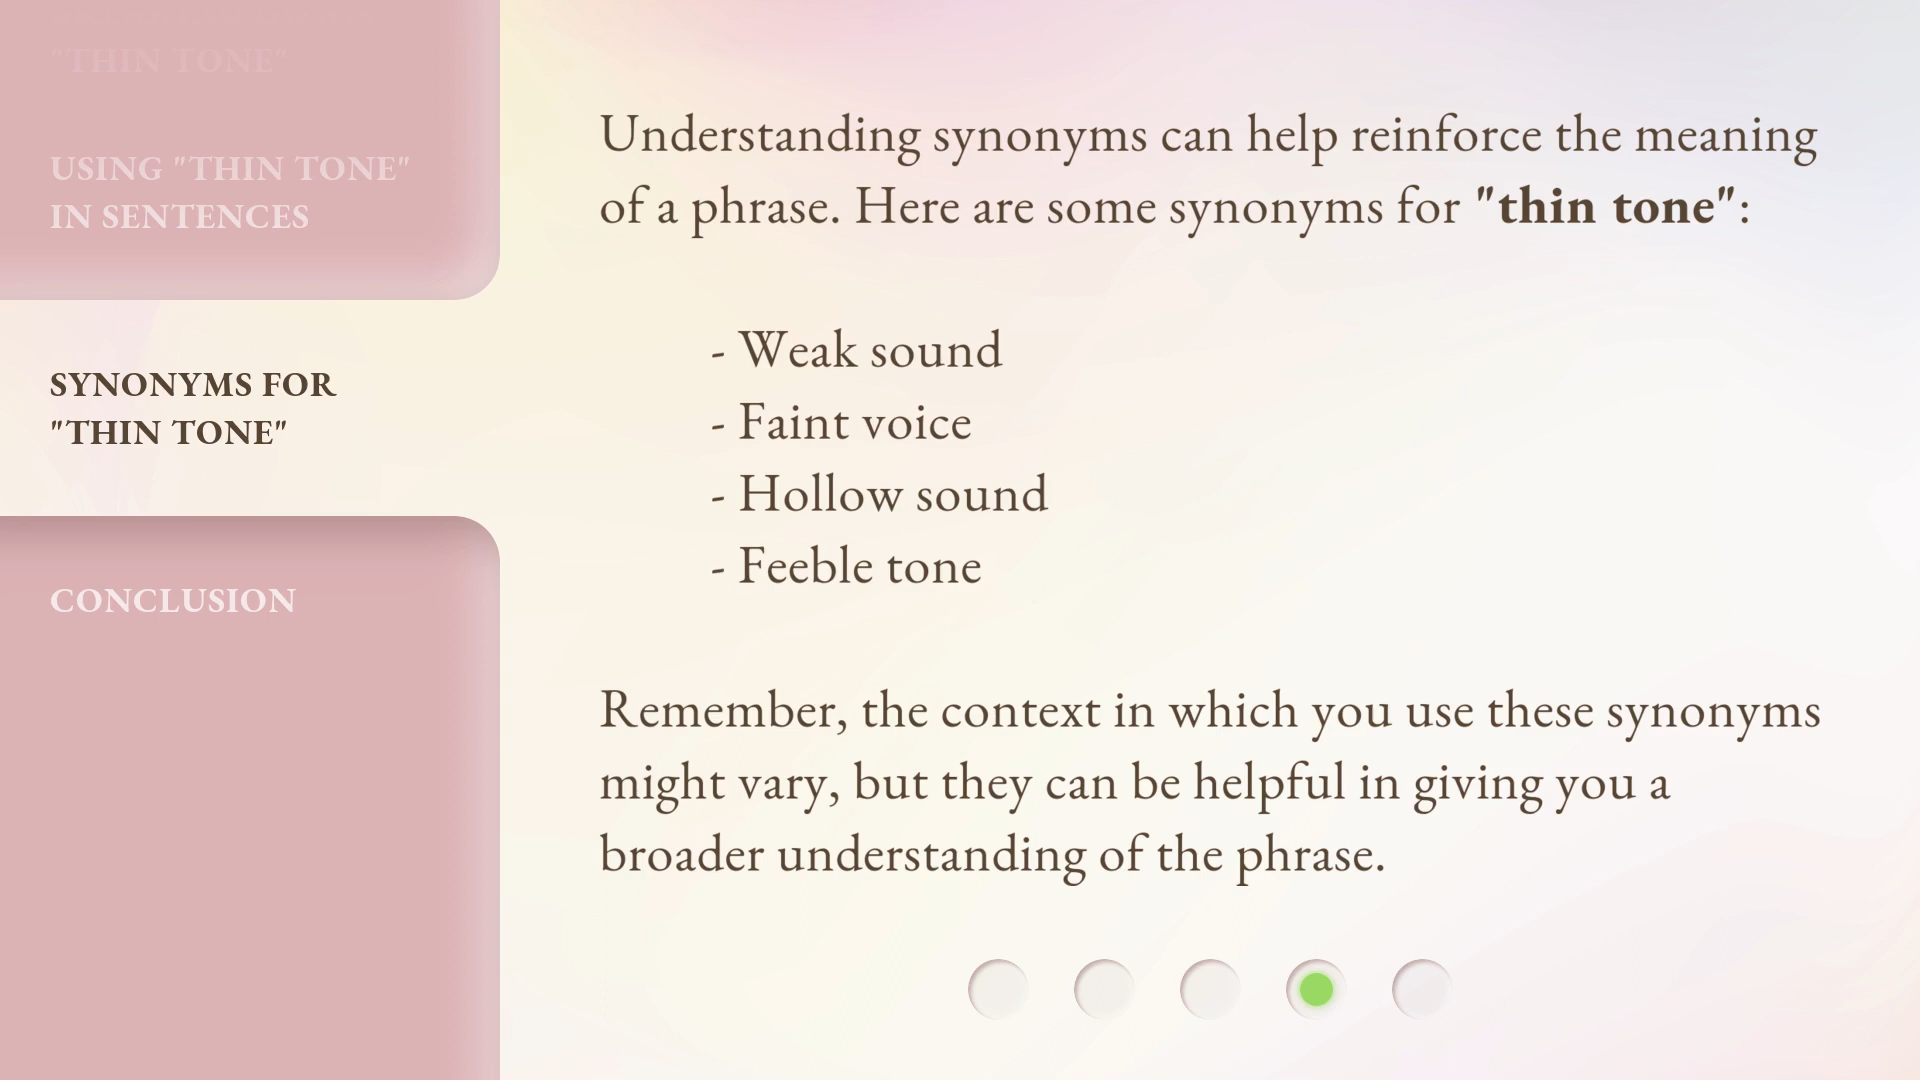 "THIN TONE"
USING "THIN TONE"
IN SENTENCES
SYNONYMS FOR
"THIN TONE"
CONCLUSION
Understanding synonyms can help reinforce the meaning
of a phrase. Here are some synonyms for "thin tone":
- Weak sound
- Faint voice
- Hollow sound
- Feeble tone
Remember, the context in which you use these synonyms
might vary, but they can be helpful in giving you a
broader understanding of the phrase.